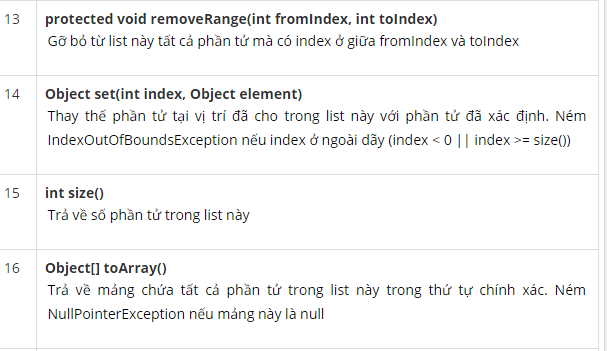 13 protected void removeRange(int fromIndex, int toIndex)
Gỡ bỏ từ list này tất cả phần tử mà có index ở giữa fromIndex và toIndex
14 Object set(int index, Object element)
Thay thế phần tử tại vị trí đã cho trong list này với phần tử đã xác định. Ném
IndexOutOfBoundsException nếu index ở ngoài dãy (index < 0 || index >= size())
15 int size()
Trả về số phần tử trong list này
16 Object[] toArray()
Trả về mảng chứa tất cả phần tử trong list này trong thứ tự chính xác. Ném
NullPointerException nếu mảng này là null